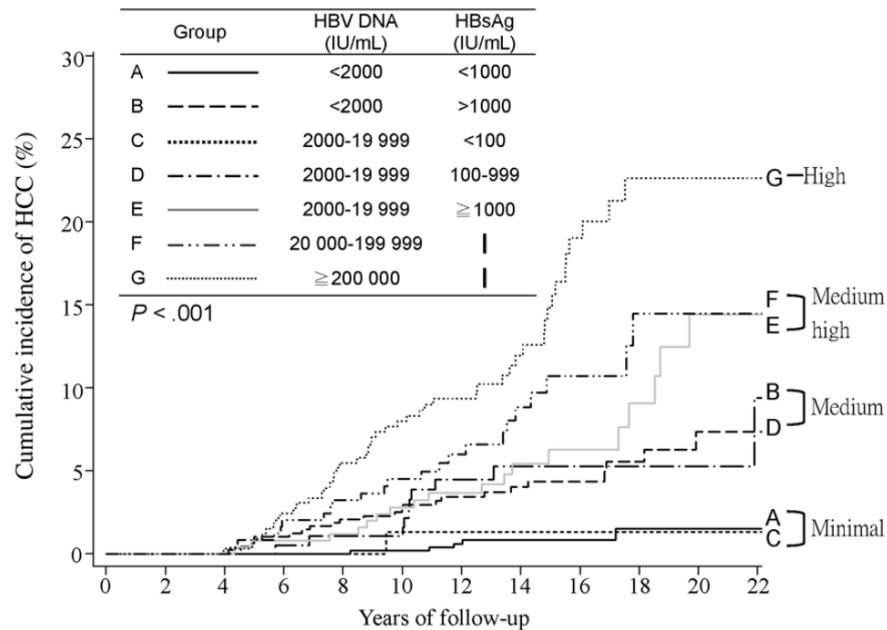 Group HBV DNA (IU/mL) HBsAg (IU/mL)
A <2000 <1000
B <2000 >1000
C 2000-19 999 <100
D 2000-19 999 100-999
E 2000-19 999 ≧1000
F 20 000-199 999 |
G ≧200 000 |
P < .001
Cumulative incidence of HCC (%)
30
25
20
15
10
5
0
G High
F Medium
E high
B
Medium
D
A
Minimal
C
0 2 4 6 8 10 12 14 16 18 20 22
Years of follow-up